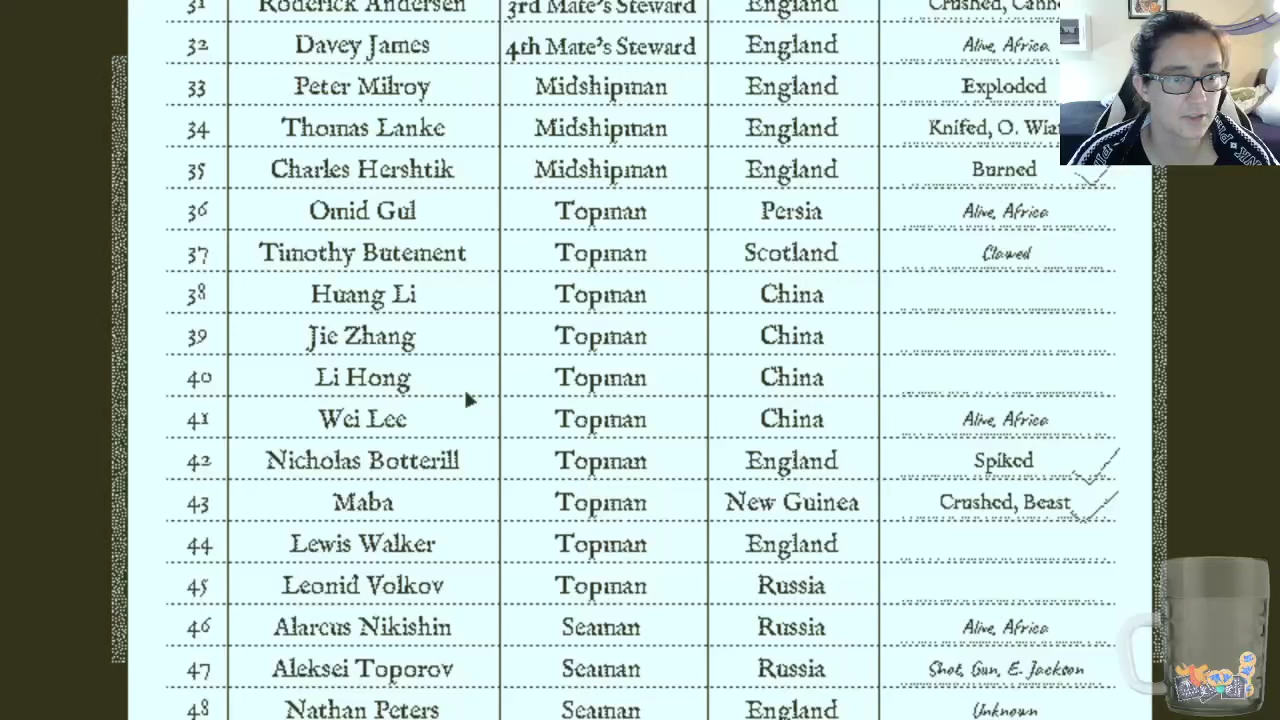 31 Roderick Andersen 3rd Mate's Steward England Crushed,
32 Davey James 4th Mate's Steward England Alive, Africa
33 Peter Milroy Midshipman England Exploded
34 Thomas Lanke Midshipman England Knifed, O.
35 Charles Hershtik Midshipman England Burned
36 Omid Gul Topman Persia Alive, Africa
37 Timothy Butement Topman Scotland Clawed
38 Huang Li Topman China
39 Jie Zhang Topman China
40 Li Hong Topman China
41 Wei Lee Topman China Alive, Africa
42 Nicholas Botterill Topman England Spiked
43 Maba Topman New Guinea Crushed, Beast
44 Lewis Walker Topman England
45 Leonid Volkov Topman Russia
46 Alarcus Nikishin Seaman Russia Alive, Africa
47 Aleksei Toporov Seaman Russia Shot, Gun, E. Jackson
48 Nathan Peters Seaman England Unknown